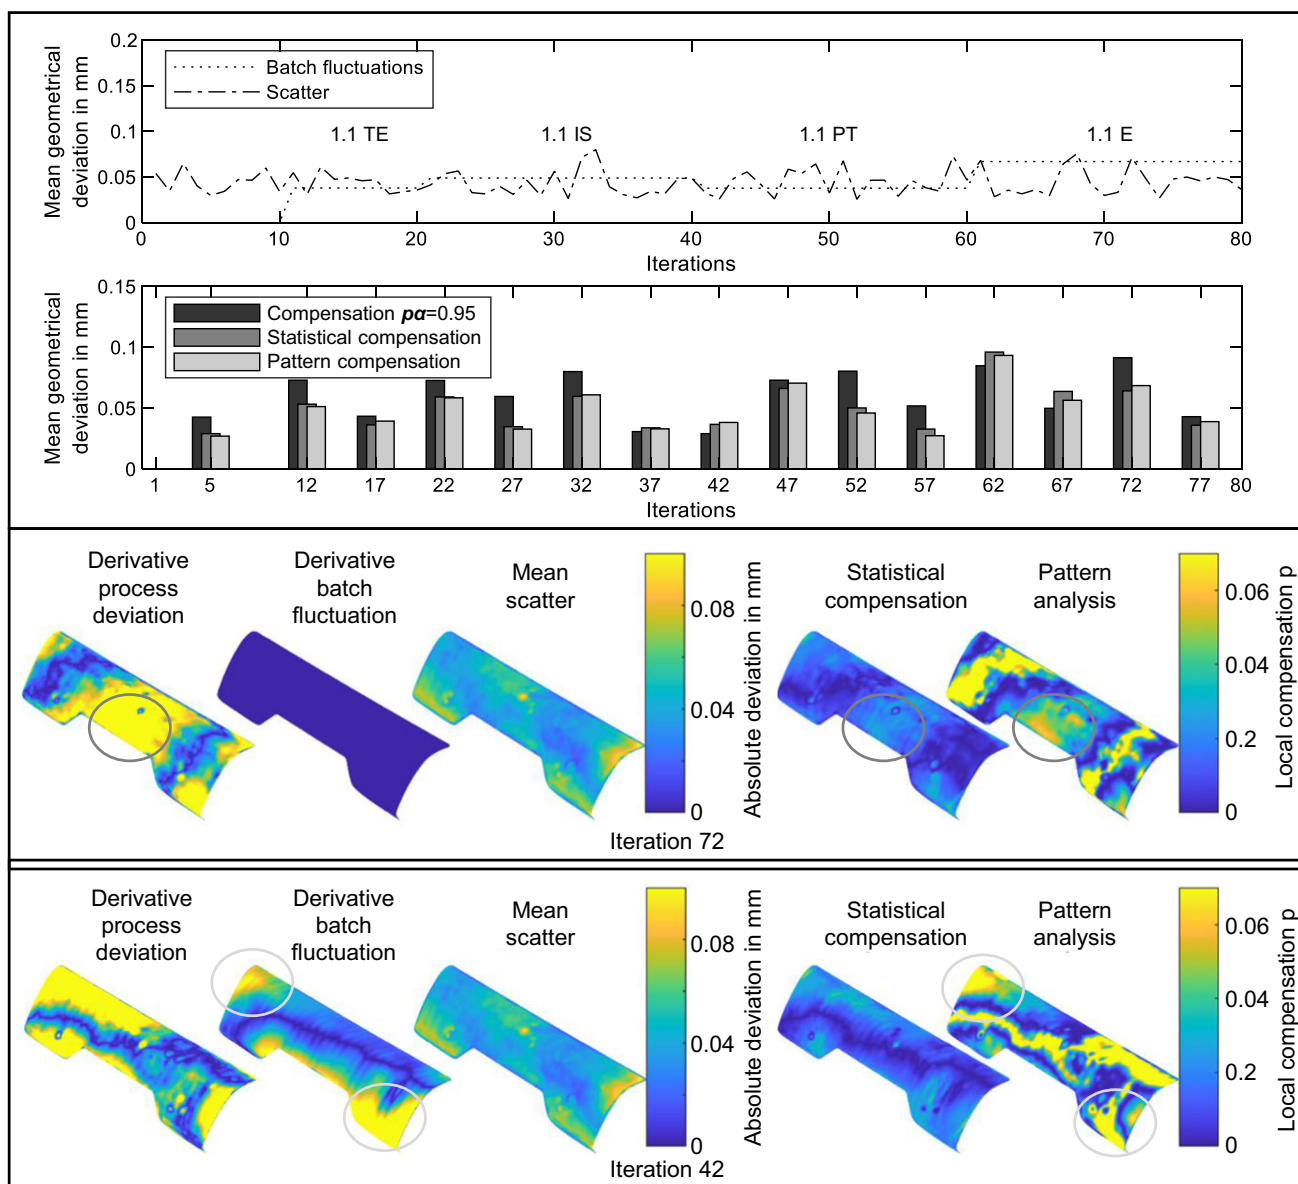 Mean geometrical
deviation in mm
0.2
0.15
0.1
0.05
0
Batch fluctuations
Scatter
1.1 TE
1.1 IS
1.1 PT
1.1 E
0
10
20
30
40
50
60
70
80
Iterations
Mean geometrical
deviation in mm
0.15
0.1
0.05
0
Compensation pα=0.95
Statistical compensation
Pattern compensation
1
5
12
17
22
27
32
37
42
47
52
57
62
67
72
77
80
Iterations
Derivative
process
deviation
Derivative
batch
fluctuation
Mean
scatter
0.08
0.04
0
Absolute deviation in mm
Statistical
compensation
Pattern
analysis
0.06
0.04
0.2
0
Local compensation p
Iteration 72
Derivative
process
deviation
Derivative
batch
fluctuation
Mean
scatter
0.08
0.04
0
Absolute deviation in mm
Statistical
compensation
Pattern
analysis
0.06
0.04
0.2
0
Local compensation p
Iteration 42